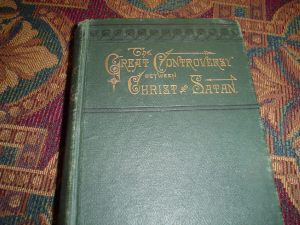 The
Great Controversy
between
Christ & Satan.